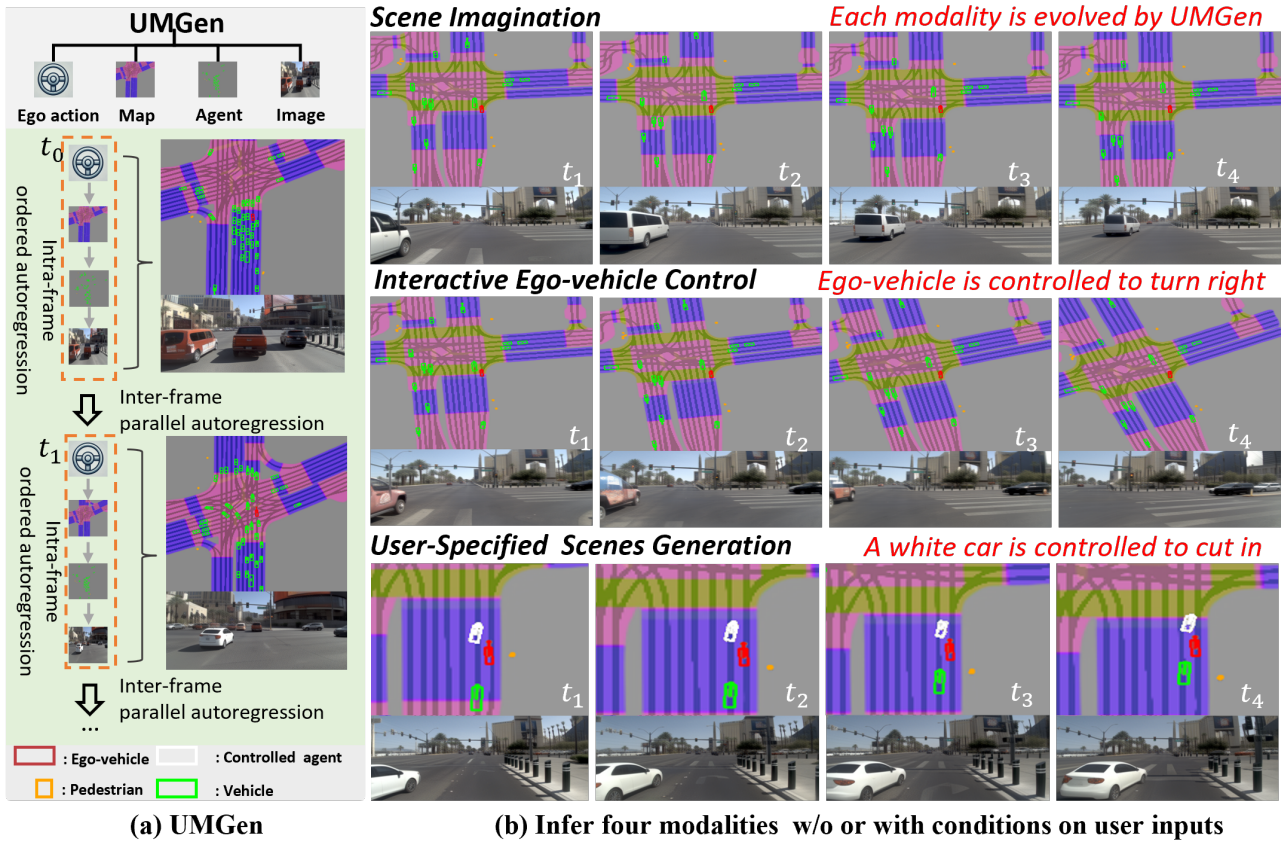 UMGen
Ego action
Map
Agent
Image
t0
Intra-frame
ordered autoregression
Inter-frame
parallel autoregression
t1
Intra-frame
ordered autoregression
Inter-frame
parallel autoregression
...
: Ego-vehicle
: Controlled agent
: Pedestrian
: Vehicle
(a) UMGen
Scene Imagination
Each modality is evolved by UMGen
t1
t2
t3
t4
Interactive Ego-vehicle Control
Ego-vehicle is controlled to turn right
t1
t2
t3
t4
User-Specified Scenes Generation
A white car is controlled to cut in
t1
t2
t3
t4
(b) Infer four modalities w/o or with conditions on user inputs